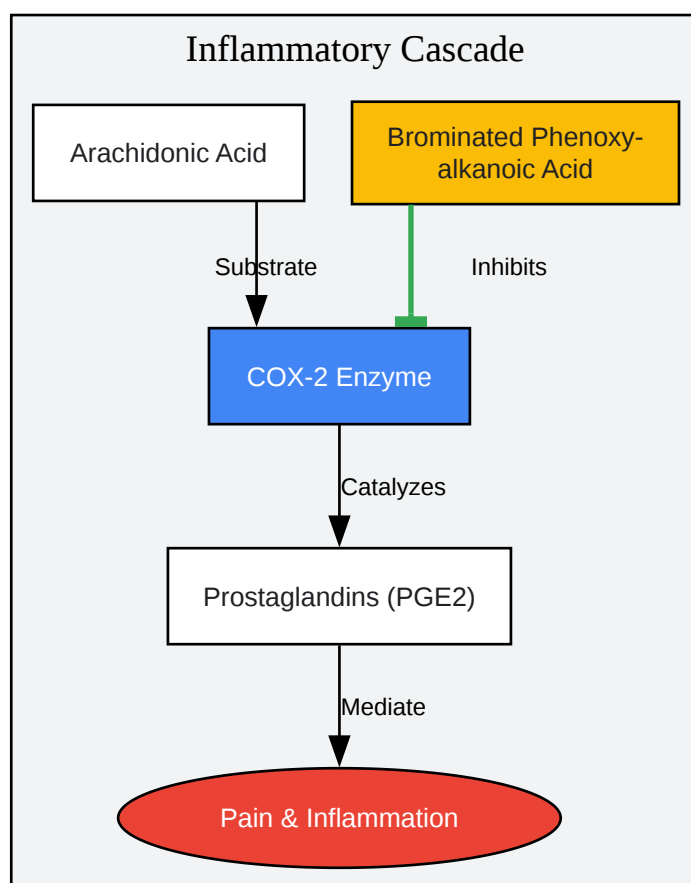 Inflammatory Cascade
Arachidonic Acid
Brominated Phenoxy-
alkanoic Acid
Substrate
Inhibits
COX-2 Enzyme
Catalyzes
Prostaglandins (PGE2)
Mediate
Pain & Inflammation